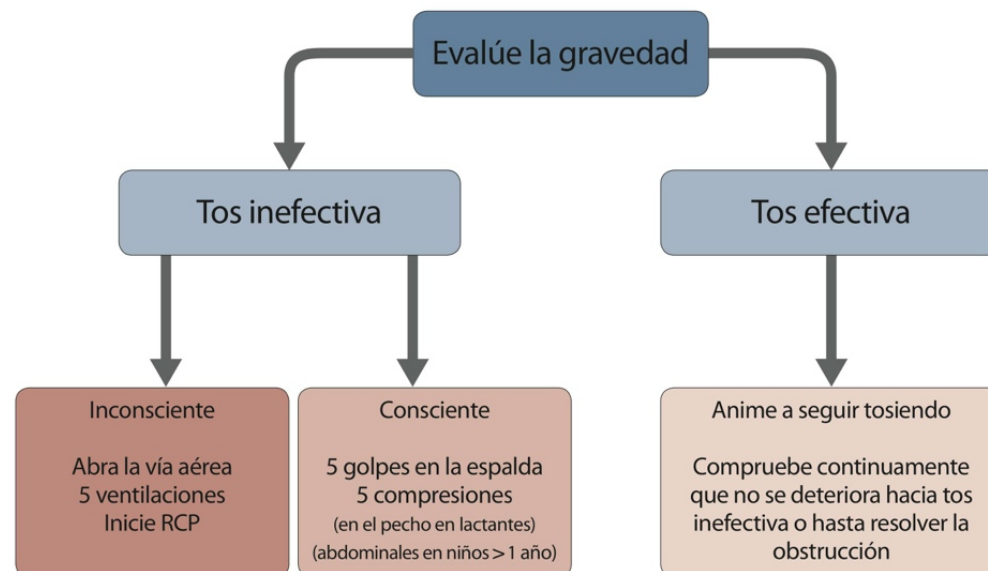 Evalúe la gravedad
Tos inefectiva
Tos efectiva
Inconsciente
Abra la vía aérea
5 ventilaciones
Inicie RCP
Consciente
5 golpes en la espalda
5 compresiones
(en el pecho en lactantes)
(abdominales en niños > 1 año)
Anime a seguir tosiendo
Compruebe continuamente
que no se deteriora hacia tos
inefectiva o hasta resolver la
obstrucción